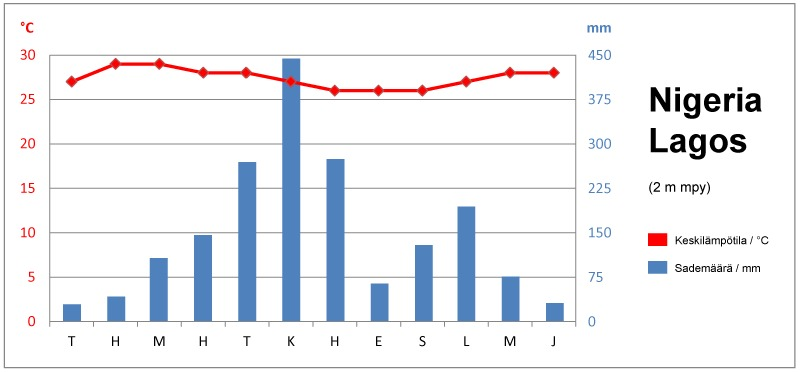 °C
mm
30
25
20
15
10
5
0
450
375
300
225
150
75
0
T H M H T K H E S L M J
Nigeria
Lagos
(2 m mpy)
Keskilämpötila / °C
Sademäärä / mm